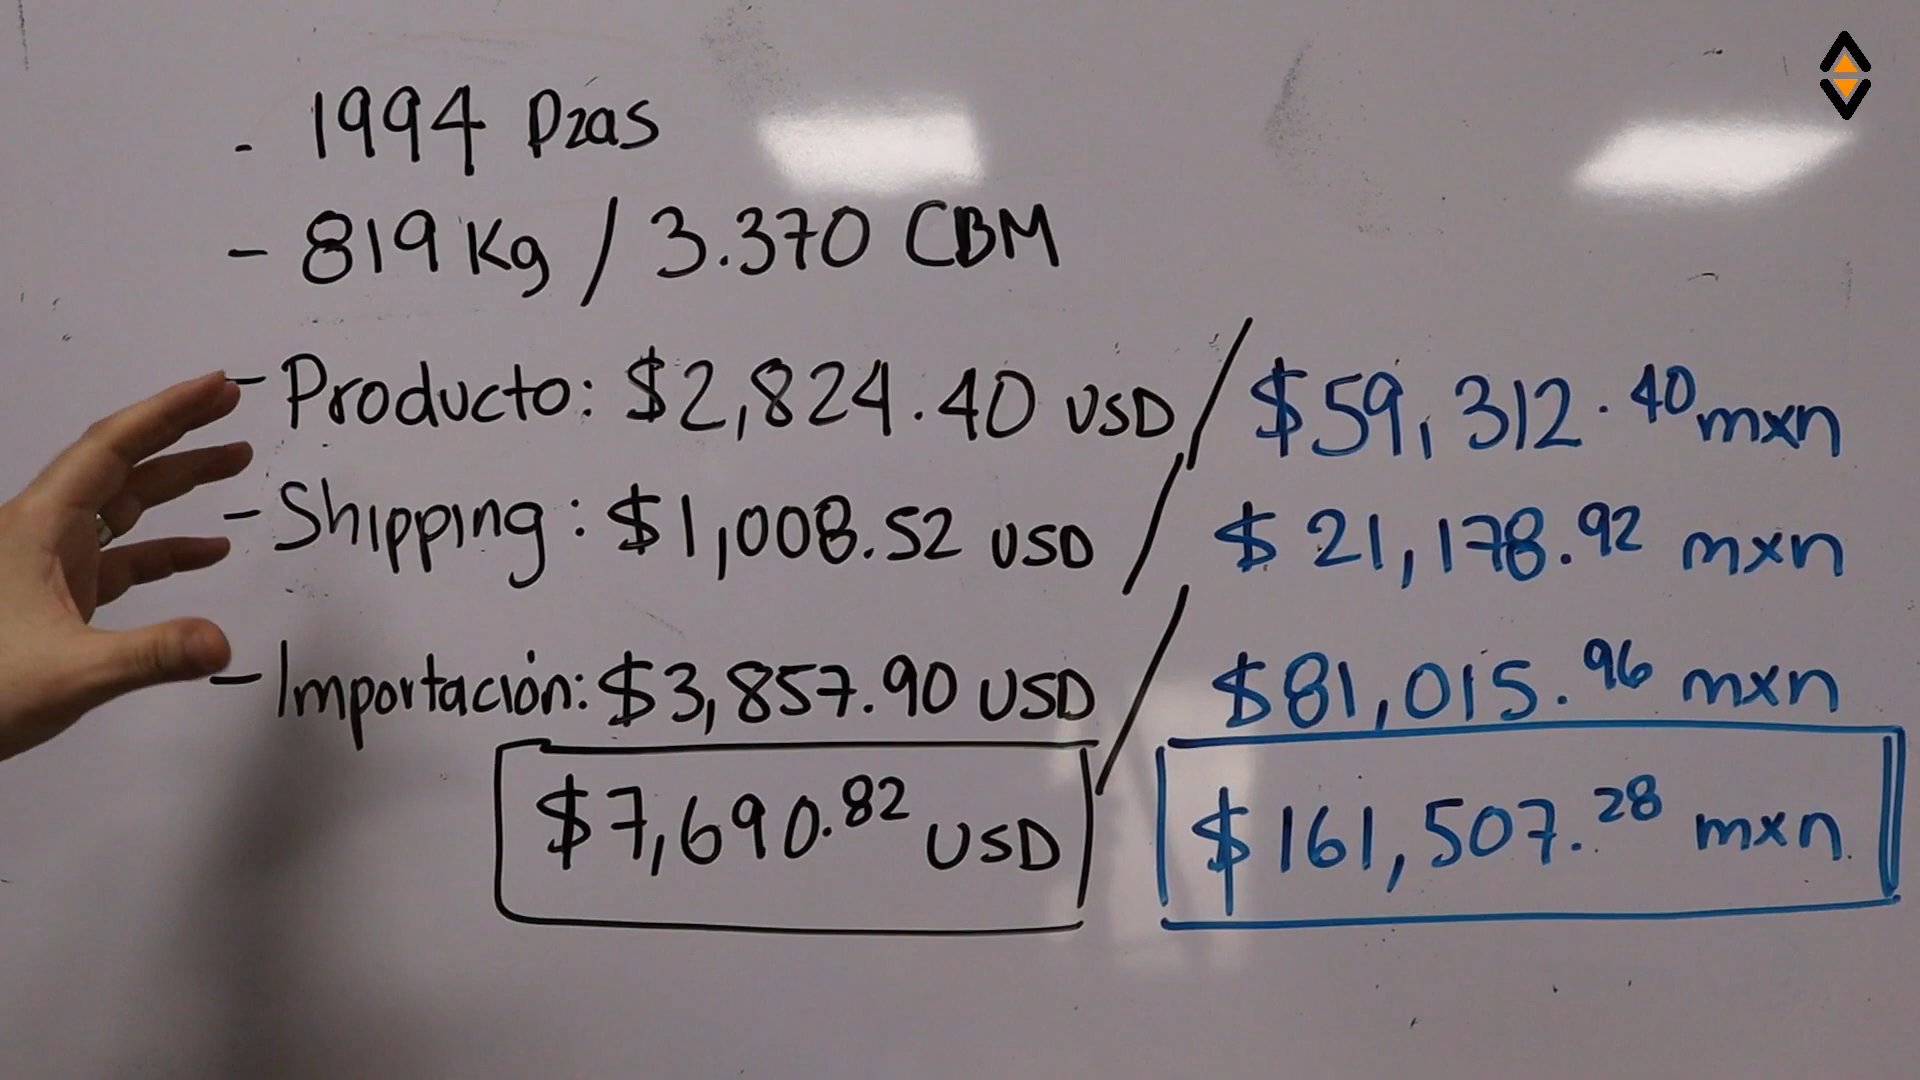 - 1994 Pzas
- 819 Kg / 3.370 CBM
- Producto: $2,824.40 USD / $59,312.40 mxn
- Shipping: $1,008.52 USD / $21,178.92 mxn
- Importación: $3,857.90 USD / $81,015.96 mxn
$7,690.82 USD / $161,507.28 mxn